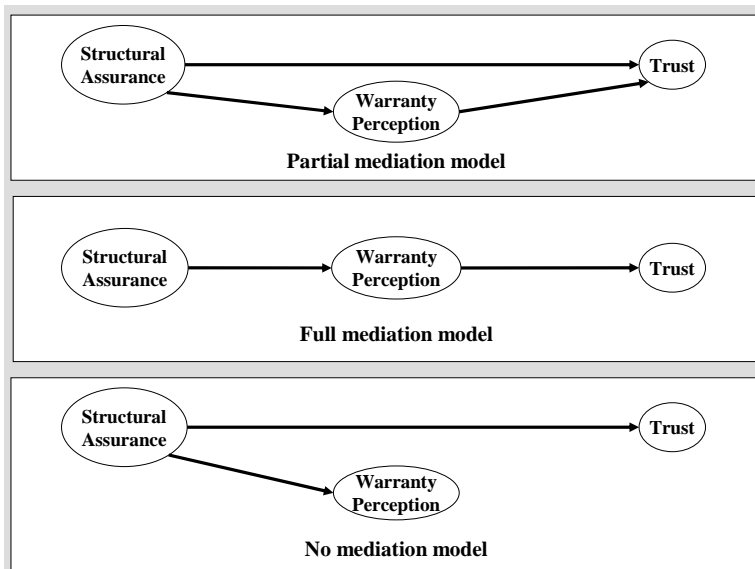 Structural
Assurance
Trust
Warranty
Perception
Partial mediation model
Structural
Assurance
Warranty
Perception
Trust
Full mediation model
Structural
Assurance
Trust
Warranty
Perception
No mediation model